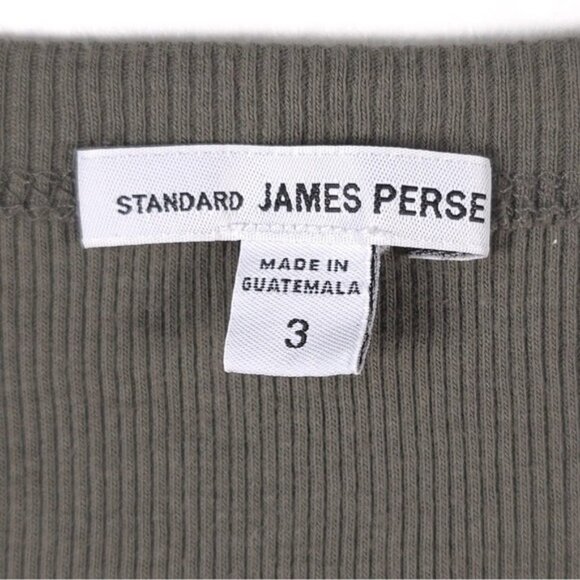 STANDARD JAMES PERSE
MADE IN
GUATEMALA
3